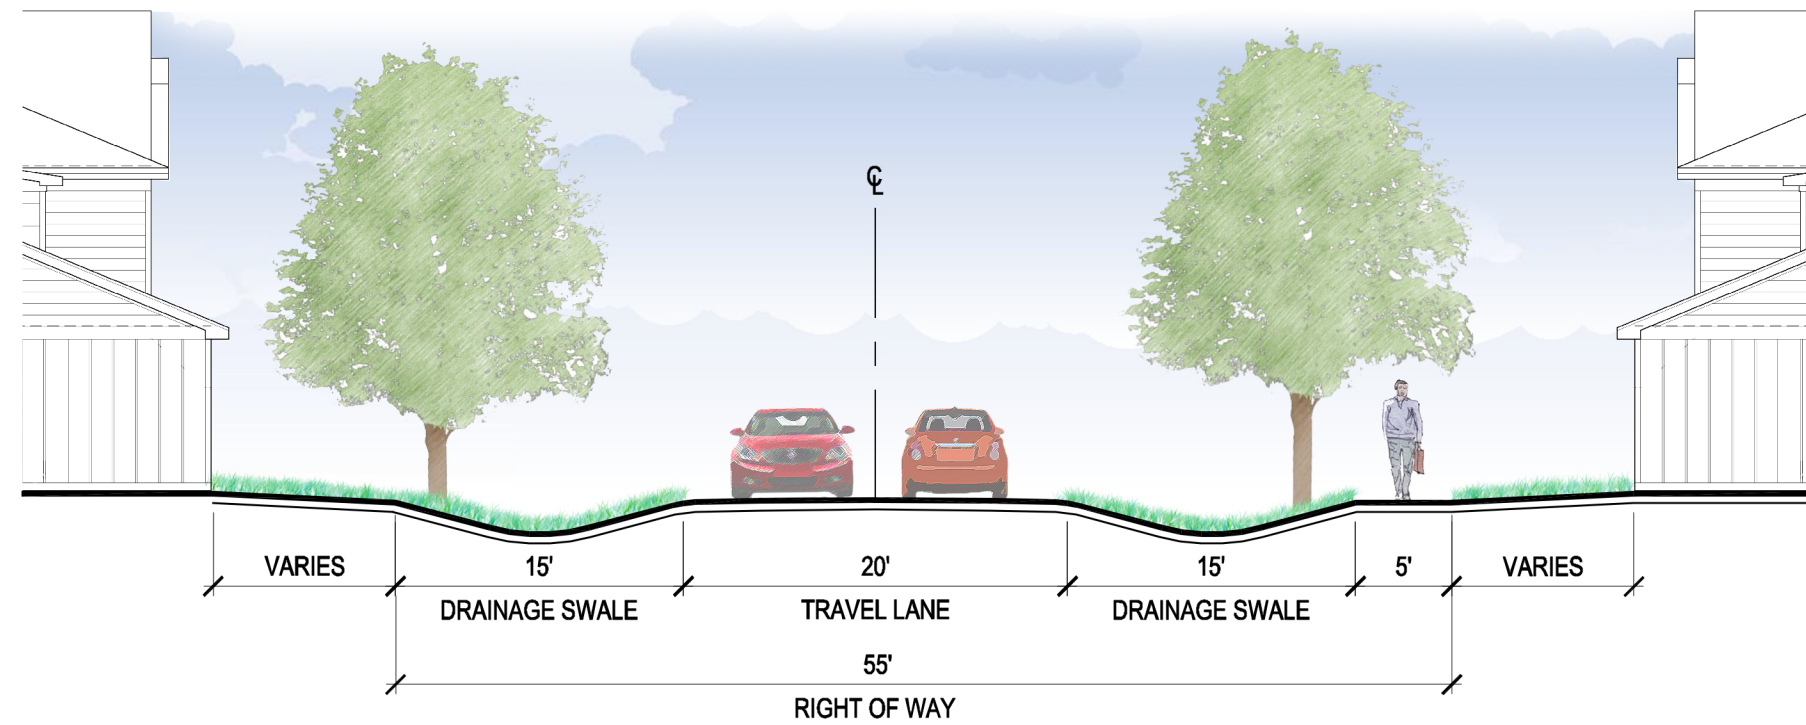 ℄
VARIES 15' 20' 15' 5' VARIES
DRAINAGE SWALE TRAVEL LANE DRAINAGE SWALE
55'
RIGHT OF WAY